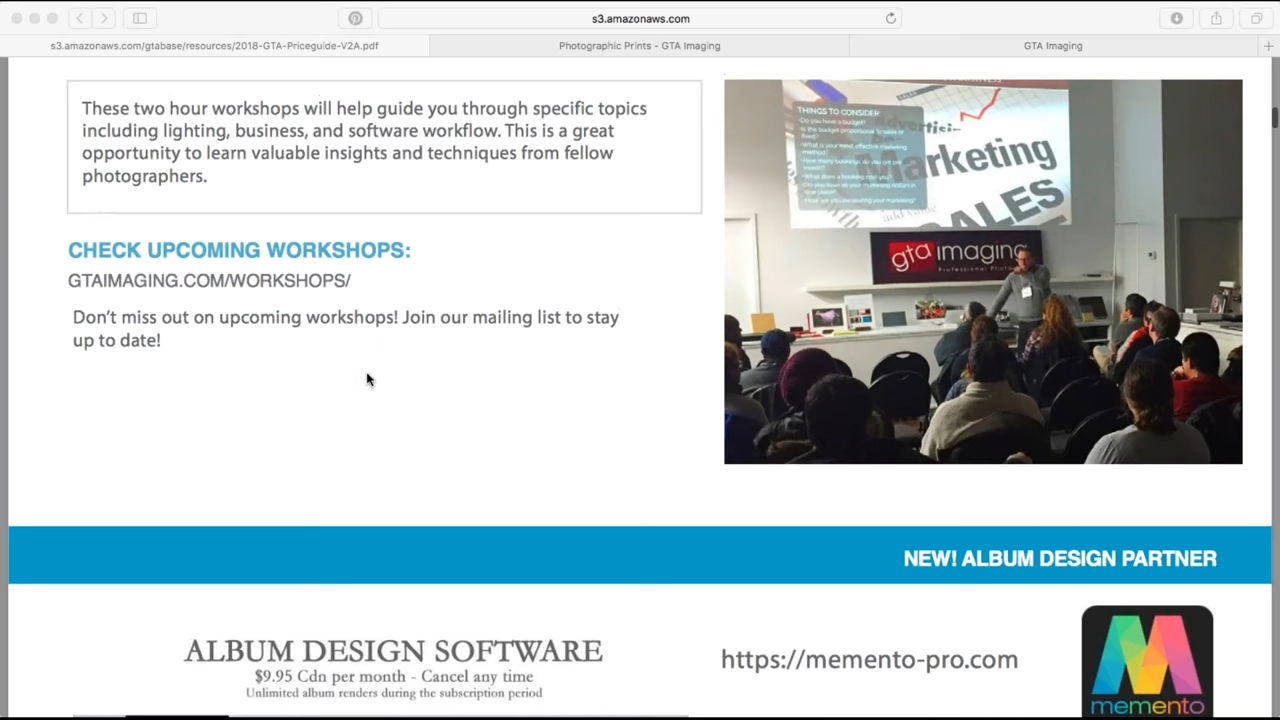 s3.amazonaws.com
s3.amazonaws.com/gtabase/resources/2018-GTA-Priceguide-V2A.pdf
Photographic Prints - GTA Imaging
GTA Imaging
These two hour workshops will help guide you through specific topics
including lighting, business, and software workflow. This is a great
opportunity to learn valuable insights and techniques from fellow
photographers.
CHECK UPCOMING WORKSHOPS:
GTAIMAGING.COM/WORKSHOPS/
Don’t miss out on upcoming workshops! Join our mailing list to stay
up to date!
THINGS TO CONSIDER
Do you have a budget?
Marketing
SALES
gta imaging
Professional
NEW! ALBUM DESIGN PARTNER
ALBUM DESIGN SOFTWARE
$9.95 Cdn per month - Cancel any time
Unlimited album renders during the subscription period
https://memento-pro.com
memento